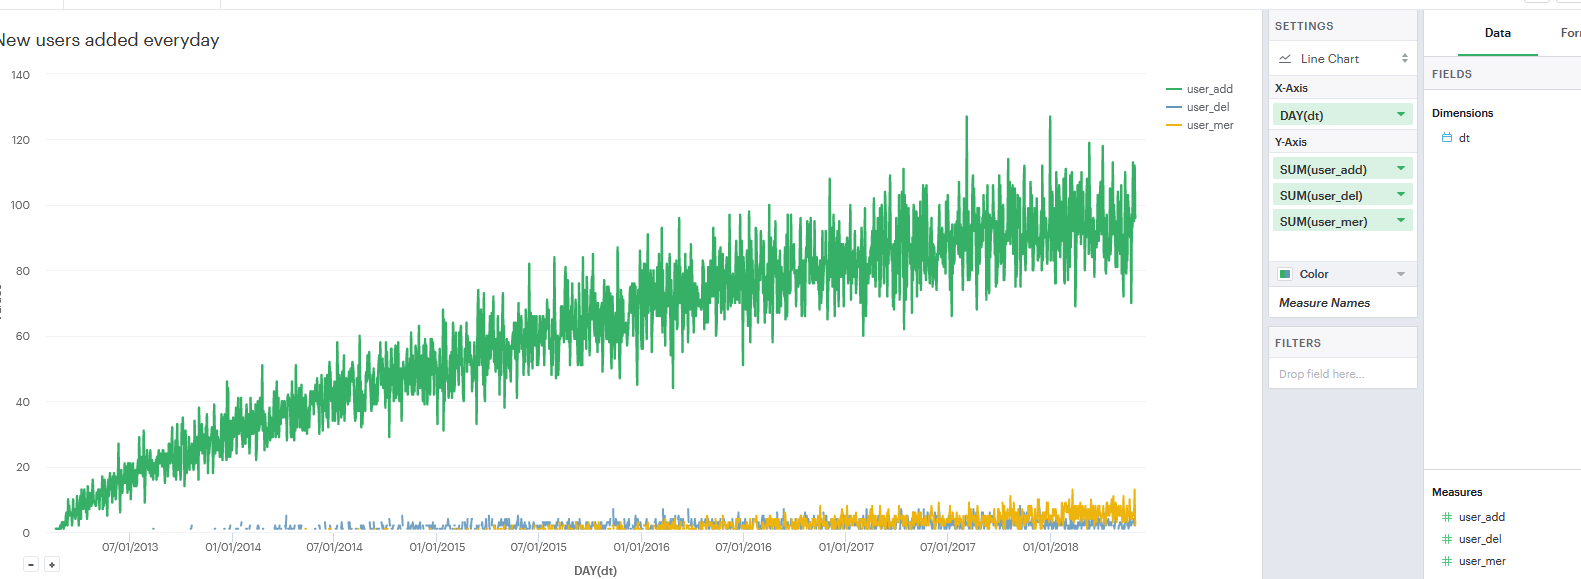 New users added everyday
140
120
100
80
60
40
20
0
07/01/2013 01/01/2014 07/01/2014 01/01/2015 07/01/2015 01/01/2016 07/01/2016 01/01/2017 07/01/2017 01/01/2018
DAY(dt)
- +
user_add
user_del
user_mer
SETTINGS
Line Chart
X-Axis
DAY(dt)
Y-Axis
SUM(user_add)
SUM(user_del)
SUM(user_mer)
Color
Measure Names
FILTERS
Drop field here...
Data For
FIELDS
Dimensions
dt
Measures
user_add
user_del
user_mer